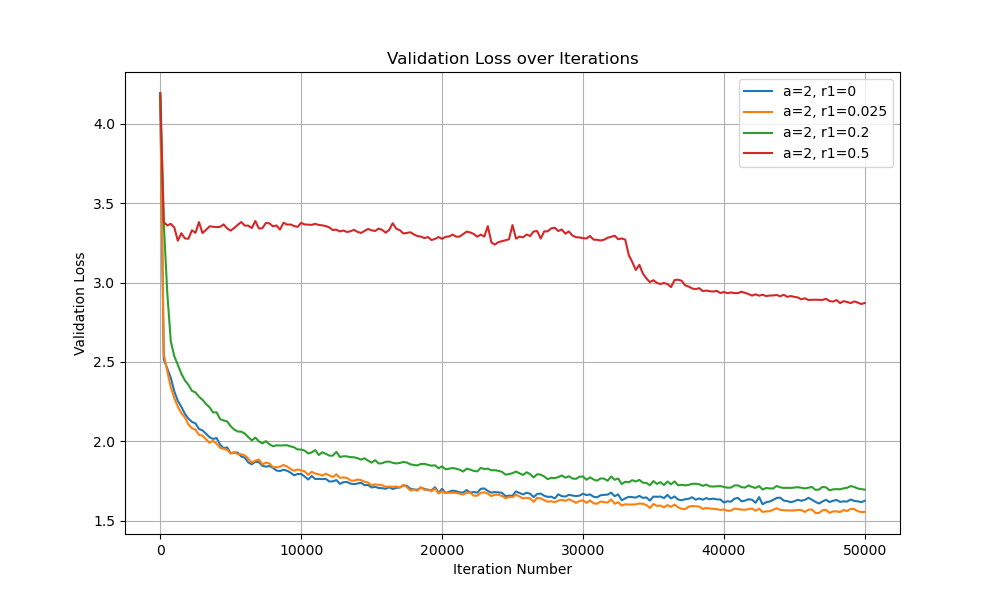 Validation Loss over Iterations
a=2, r1=0
a=2, r1=0.025
a=2, r1=0.2
a=2, r1=0.5
Validation Loss
4.0
3.5
3.0
2.5
2.0
1.5
0 10000 20000 30000 40000 50000
Iteration Number